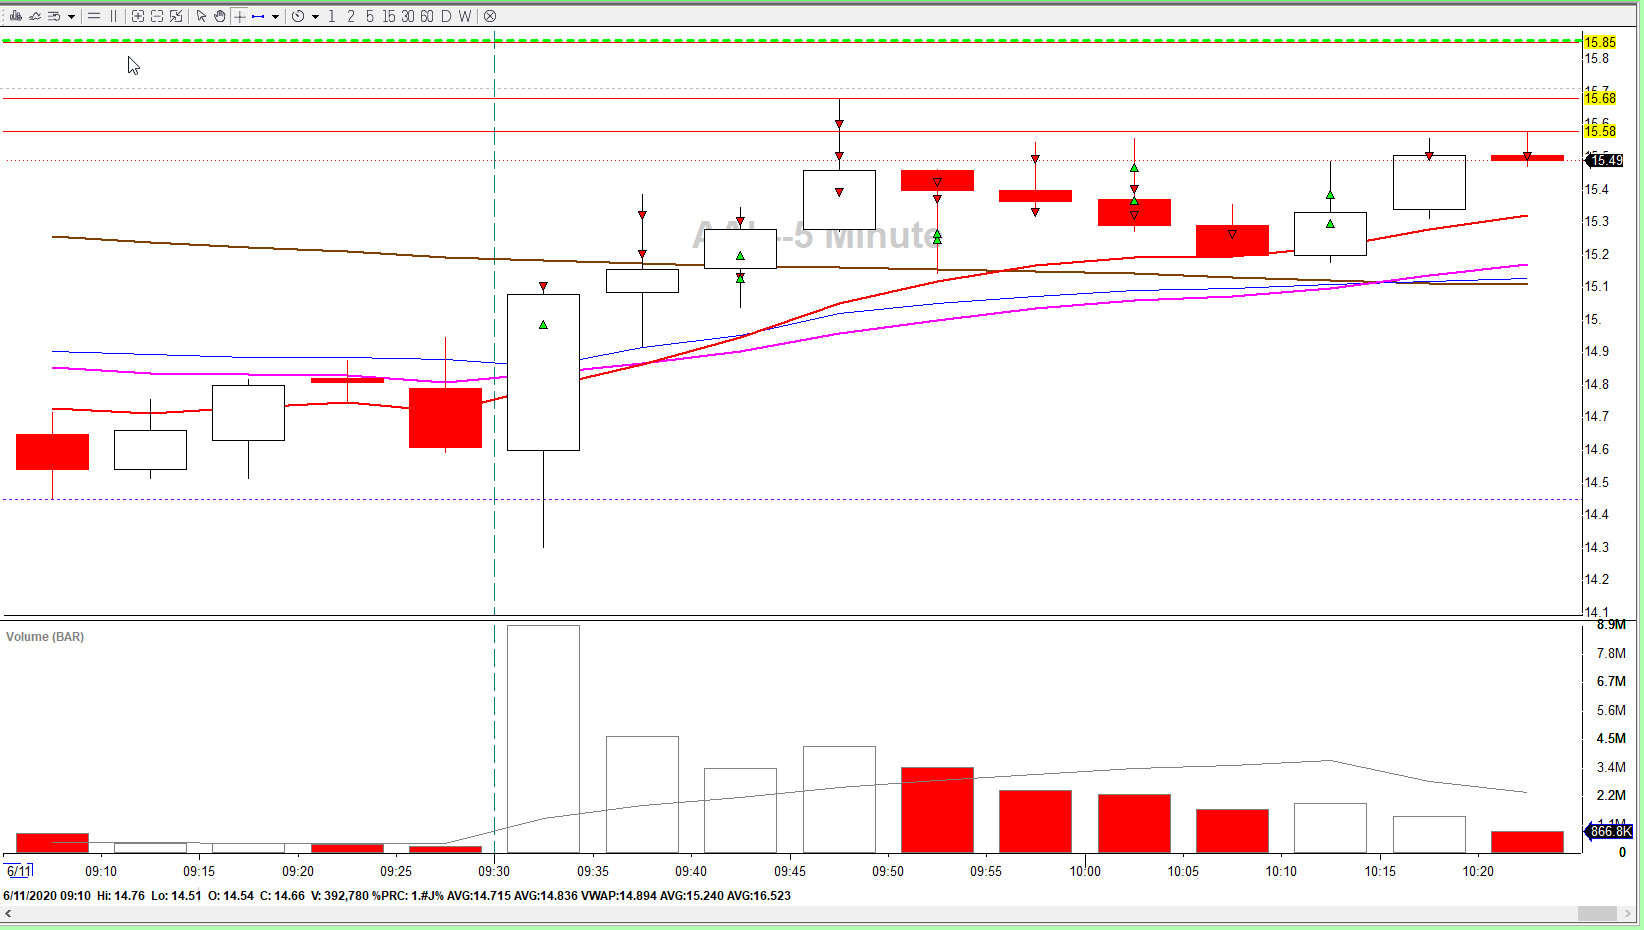 1 2 5 15 30 60 D W
15.85
15.8
15.7
15.68
15.6
15.58
15.49
15.4
AAL--5 Minute
15.3
15.2
15.1
15.
14.9
14.8
14.7
14.6
14.5
14.4
14.3
14.2
14.1
Volume (BAR)
8.9M
7.8M
6.7M
5.6M
4.5M
3.4M
2.2M
1.1M
866.8K
0
6/11 09:10 09:15 09:20 09:25 09:30 09:35 09:40 09:45 09:50 09:55 10:00 10:05 10:10 10:15 10:20
6/11/2020 09:10 Hi: 14.76 Lo: 14.51 O: 14.54 C: 14.66 V: 392,780 %PRC: 1.#J% AVG:14.715 AVG:14.836 VWAP:14.894 AVG:15.240 AVG:16.523